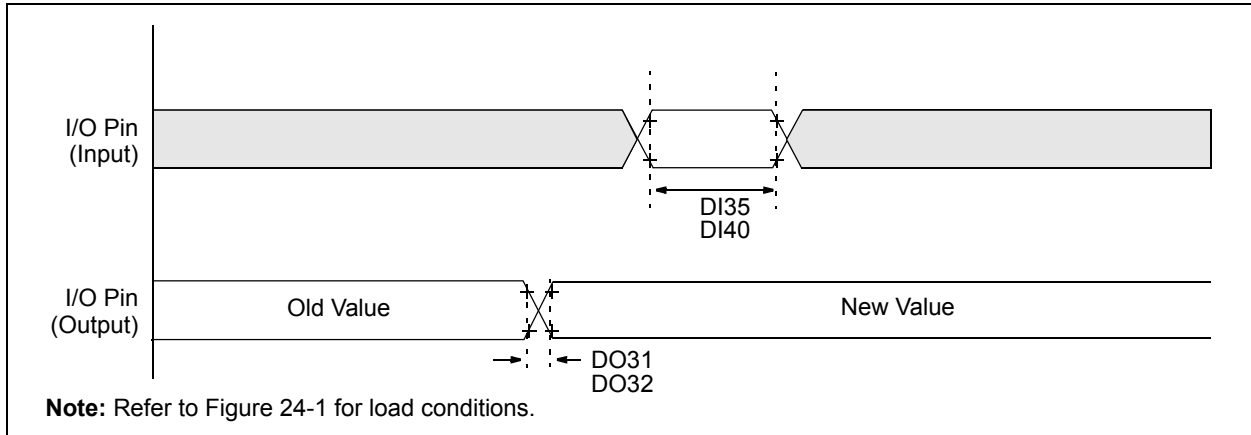 I/O Pin
(Input)
DI35
DI40
I/O Pin
(Output)
Old Value
New Value
DO31
DO32
Note: Refer to Figure 24-1 for load conditions.